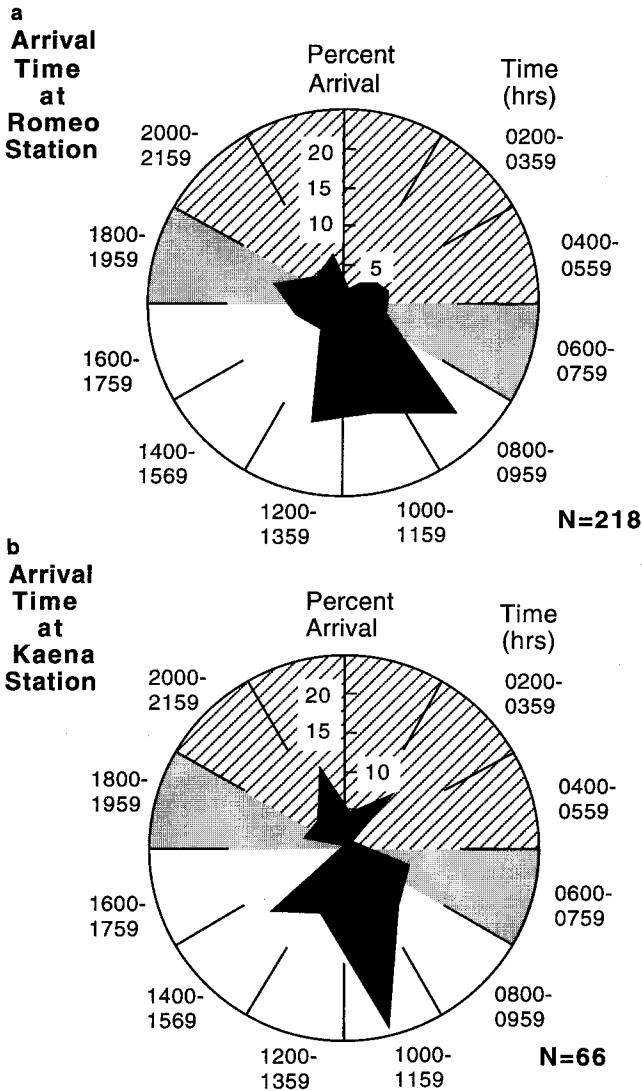 a
Arrival
Time
at
Romeo
Station
Percent
Arrival
Time
(hrs)
20
15
10
5
0200-
0359
0400-
0559
0600-
0759
0800-
0959
1000-
1159
1200-
1359
1400-
1569
1600-
1759
1800-
1959
2000-
2159
N=218
b
Arrival
Time
at
Kaena
Station
Percent
Arrival
Time
(hrs)
20
15
10
0200-
0359
0400-
0559
0600-
0759
0800-
0959
1000-
1159
1200-
1359
1400-
1569
1600-
1759
1800-
1959
2000-
2159
N=66